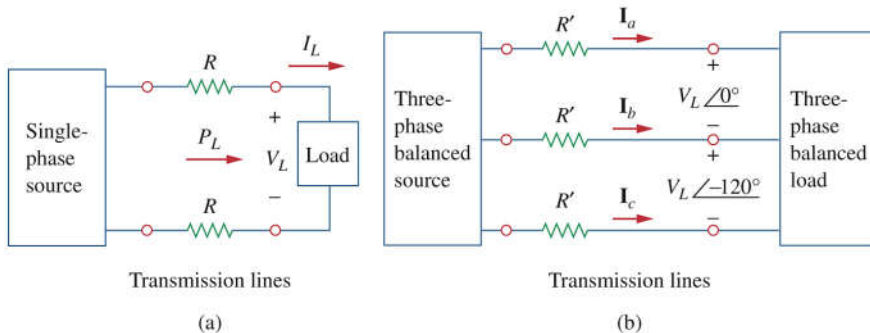 I_L
R
Single-
phase
source
P_L
+
V_L
−
Load
R
Transmission lines
(a)
R′
I_a
Three-
phase
balanced
source
R′
I_b
R′
I_c
+
V_L ∠0°
−
+
V_L ∠−120°
−
Three-
phase
balanced
load
Transmission lines
(b)